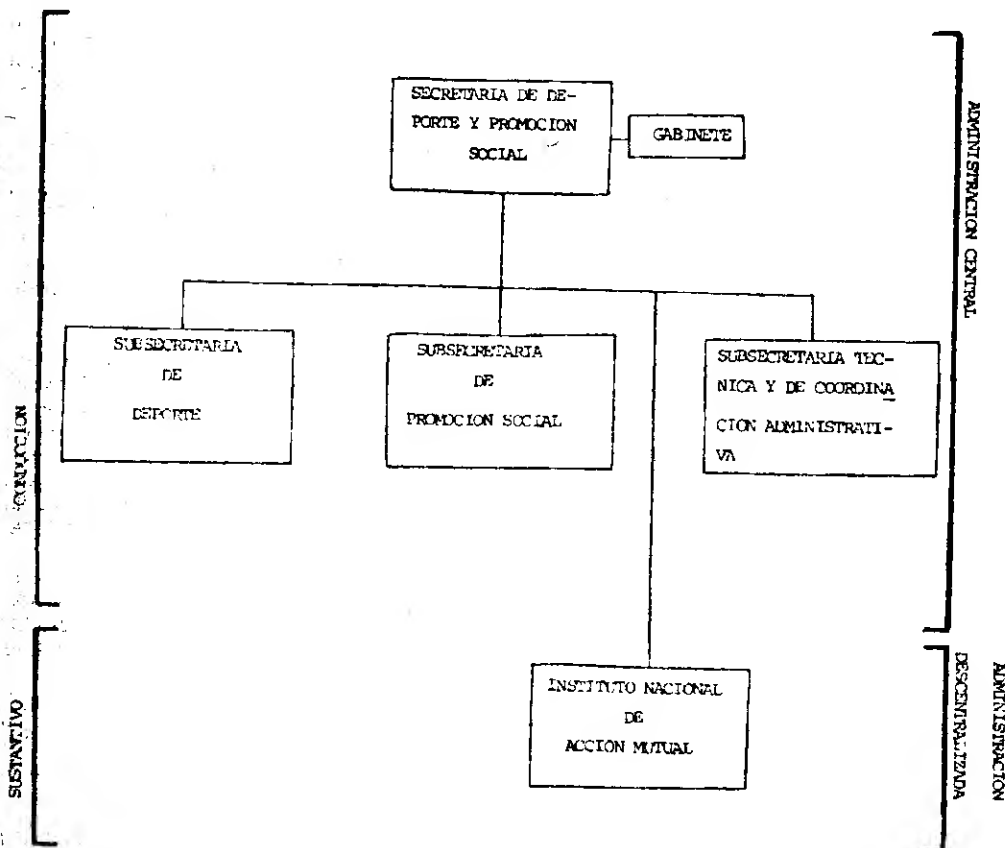 SECRETARIA DE DE-
PORTE Y PROMOCION
SOCIAL
GABINETE
ADMINISTRACION CENTRAL
SUBSECRETARIA
DE
DEPORTE
SUBSECRETARIA
DE
PROMOCION SOCIAL
SUBSECRETARIA TEC-
NICA Y DE COORDINA
CION ADMINISTRATI-
VA
CONDUCCION
INSTITUTO NACIONAL
DE
ACCION MUTUAL
SUSTANTIVO
ADMINISTRACION
DESCENTRALIZADA